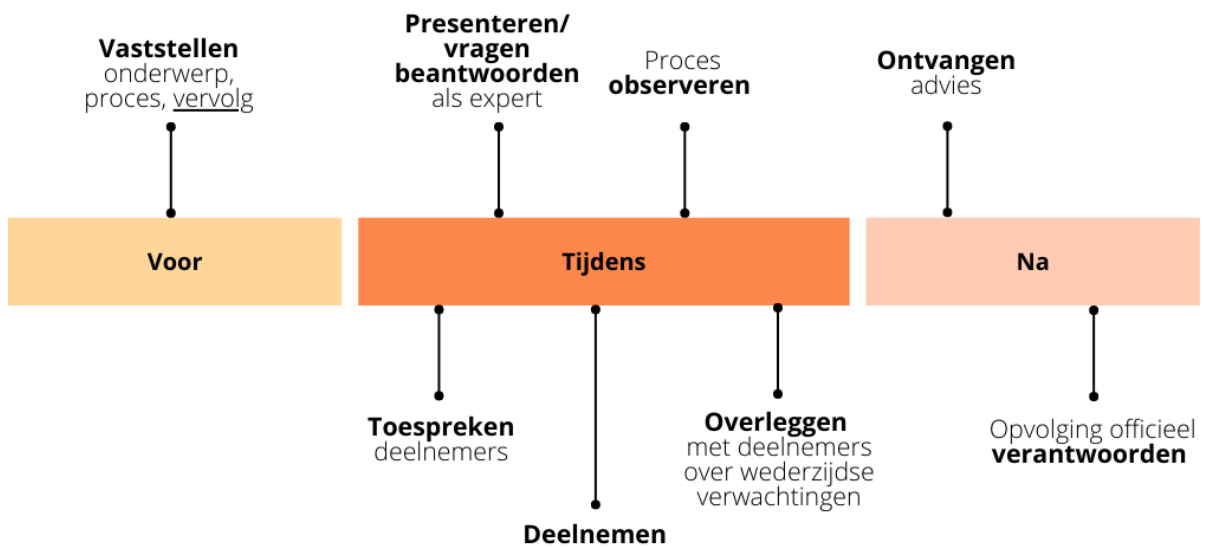 Vaststellen
onderwerp,
proces, vervolg
Presenteren/
vragen
beantwoorden
als expert
Proces
observeren
Ontvangen
advies
Voor
Tijdens
Na
Toespreken
deelnemers
Deelnemen
Overleggen
met deelnemers
over wederzijdse
verwachtingen
Opvolging officieel
verantwoorden